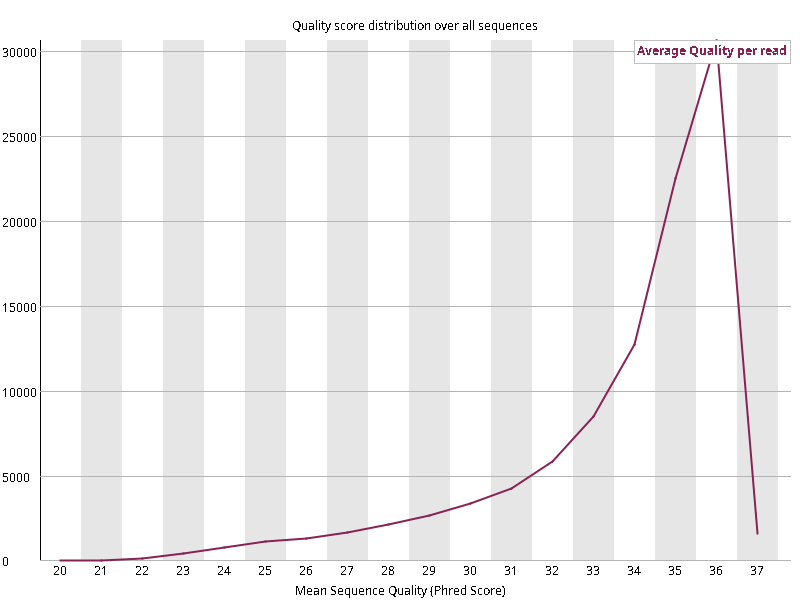 Quality score distribution over all sequences
Average Quality per read
30000
25000
20000
15000
10000
5000
0
20 21 22 23 24 25 26 27 28 29 30 31 32 33 34 35 36 37
Mean Sequence Quality (Phred Score)